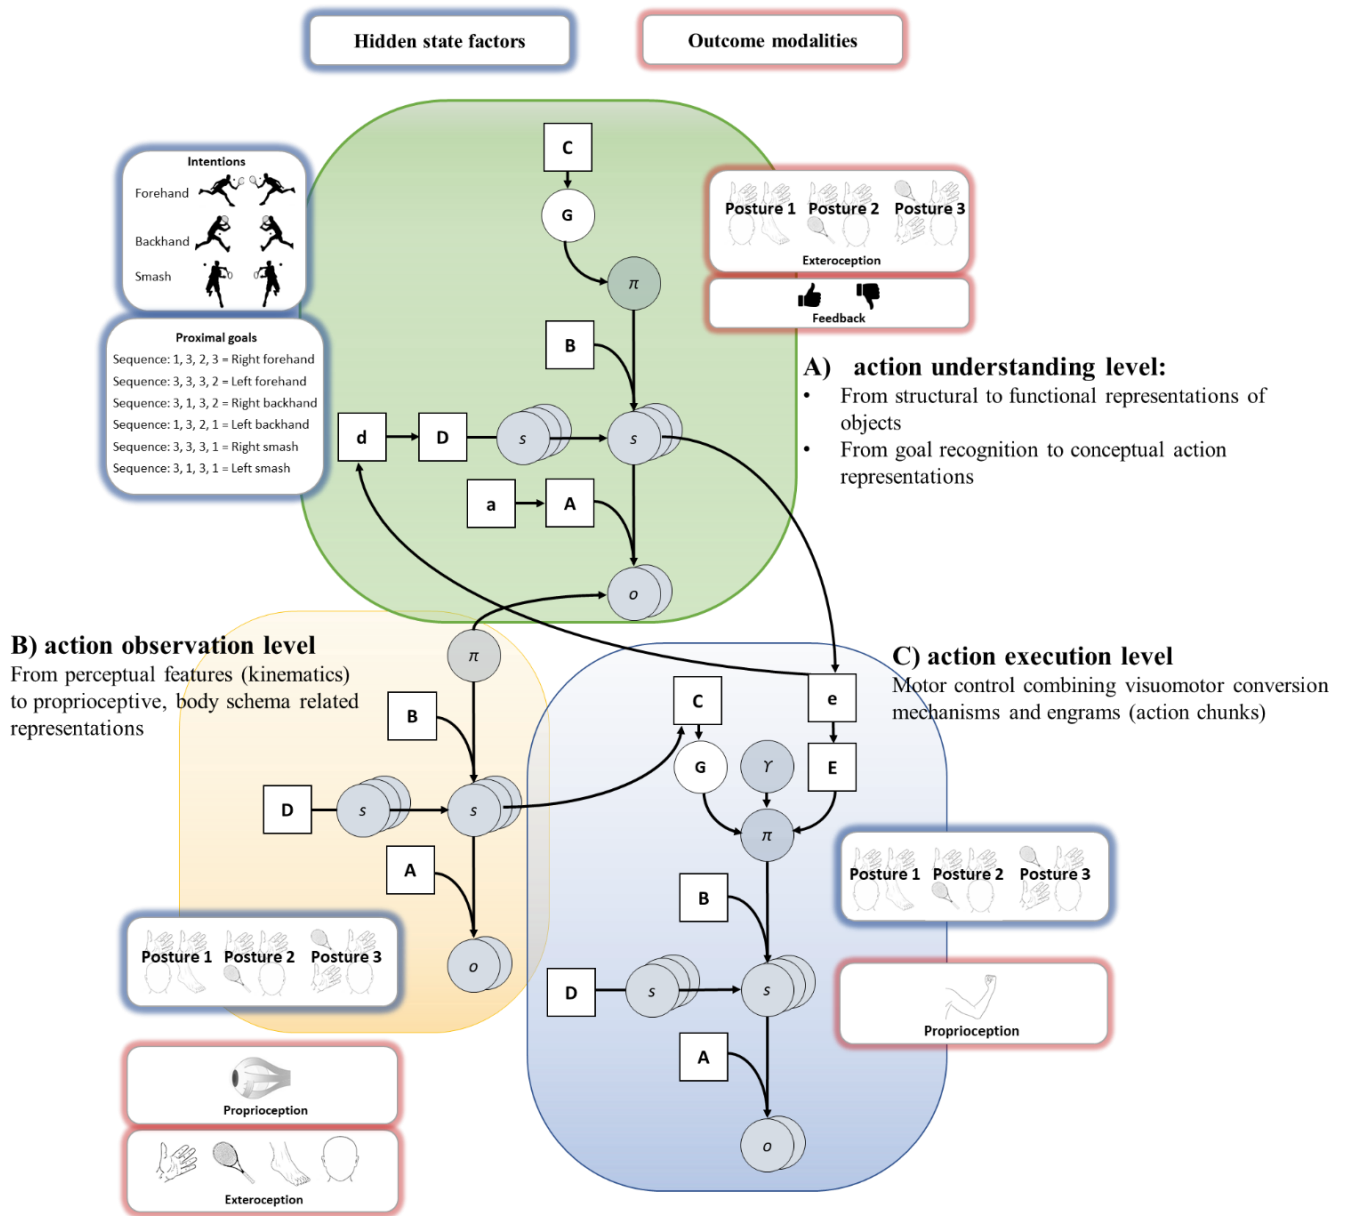 Hidden state factors
Outcome modalities
Intentions
Forehand
Backhand
Smash
Proximal goals
Sequence: 1, 3, 2, 3 = Right forehand
Sequence: 3, 3, 3, 2 = Left forehand
Sequence: 3, 1, 3, 2 = Right backhand
Sequence: 1, 3, 2, 1 = Left backhand
Sequence: 3, 3, 3, 1 = Right smash
Sequence: 3, 1, 3, 1 = Left smash
C
G
π
B
d
D
s
s
a
A
o
Posture 1
Posture 2
Posture 3
Exteroception
Feedback
A) action understanding level:
• From structural to functional representations of
objects
• From goal recognition to conceptual action
representations
B) action observation level
From perceptual features (kinematics)
to proprioceptive, body schema related
representations
π
B
D
s
s
A
o
Posture 1
Posture 2
Posture 3
Proprioception
Exteroception
C) action execution level
Motor control combining visuomotor conversion
mechanisms and engrams (action chunks)
C
e
G
ϒ
E
π
B
D
s
s
A
o
Posture 1
Posture 2
Posture 3
Proprioception